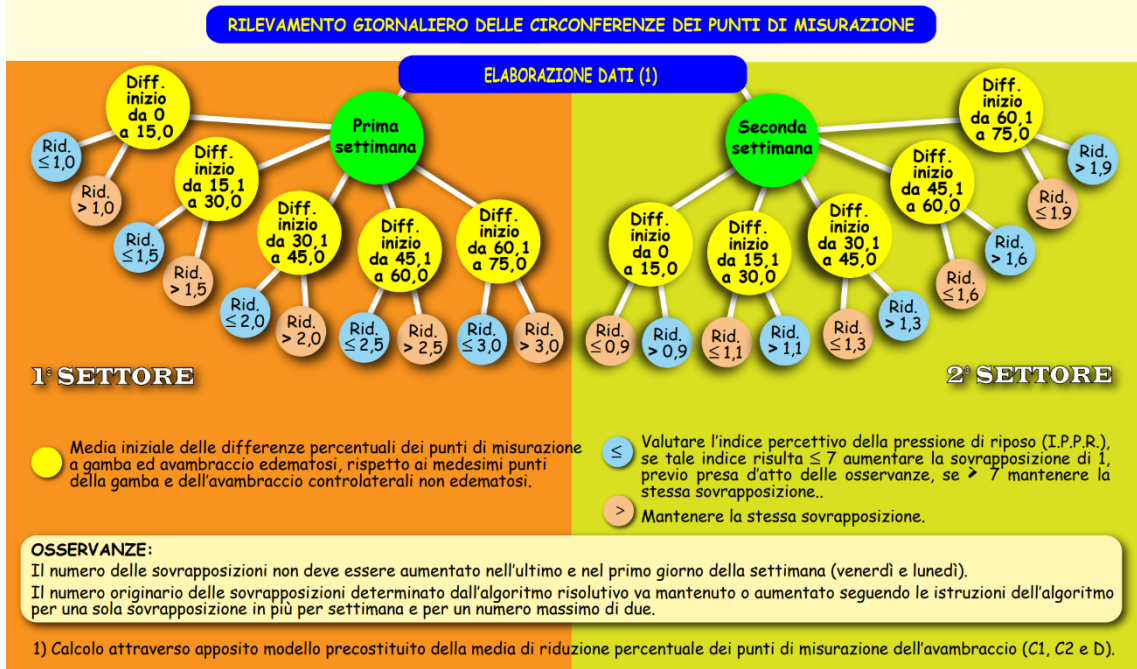 RILEVAMENTO GIORNALIERO DELLE CIRCONFERENZE DEI PUNTI DI MISURAZIONE
ELABORAZIONE DATI (1)
Prima
settimana
Diff.
inizio
da 0
a 15,0
Rid.
≤ 1,0
Rid.
> 1,0
Diff.
inizio
da 15,1
a 30,0
Rid.
≤ 1,5
Rid.
> 1,5
Diff.
inizio
da 30,1
a 45,0
Rid.
≤ 2,0
Rid.
> 2,0
Diff.
inizio
da 45,1
a 60,0
Rid.
≤ 2,5
Rid.
> 2,5
Diff.
inizio
da 60,1
a 75,0
Rid.
≤ 3,0
Rid.
> 3,0
1° SETTORE
Seconda
settimana
Diff.
inizio
da 0
a 15,0
Rid.
≤ 0,9
Rid.
> 0,9
Diff.
inizio
da 15,1
a 30,0
Rid.
≤ 1,1
Rid.
> 1,1
Diff.
inizio
da 30,1
a 45,0
Rid.
≤ 1,3
Rid.
> 1,3
Diff.
inizio
da 45,1
a 60,0
Rid.
≤ 1,6
Rid.
> 1,6
Diff.
inizio
da 60,1
a 75,0
Rid.
≤ 1.9
Rid.
> 1,9
2° SETTORE
Media iniziale delle differenze percentuali dei punti di misurazione
a gamba ed avambraccio edematosi, rispetto ai medesimi punti
della gamba e dell'avambraccio controlaterali non edematosi.
≤
Valutare l'indice percettivo della pressione di riposo (I.P.P.R.),
se tale indice risulta ≤ 7 aumentare la sovrapposizione di 1,
previo presa d'atto delle osservanze, se > 7 mantenere la
stessa sovrapposizione..
>
Mantenere la stessa sovrapposizione.
OSSERVANZE:
Il numero delle sovrapposizioni non deve essere aumentato nell'ultimo e nel primo giorno della settimana (venerdì e lunedì).
Il numero originario delle sovrapposizioni determinato dall'algoritmo risolutivo va mantenuto o aumentato seguendo le istruzioni dell'algoritmo
per una sola sovrapposizione in più per settimana e per un numero massimo di due.
1) Calcolo attraverso apposito modello precostituito della media di riduzione percentuale dei punti di misurazione dell'avambraccio (C1, C2 e D).